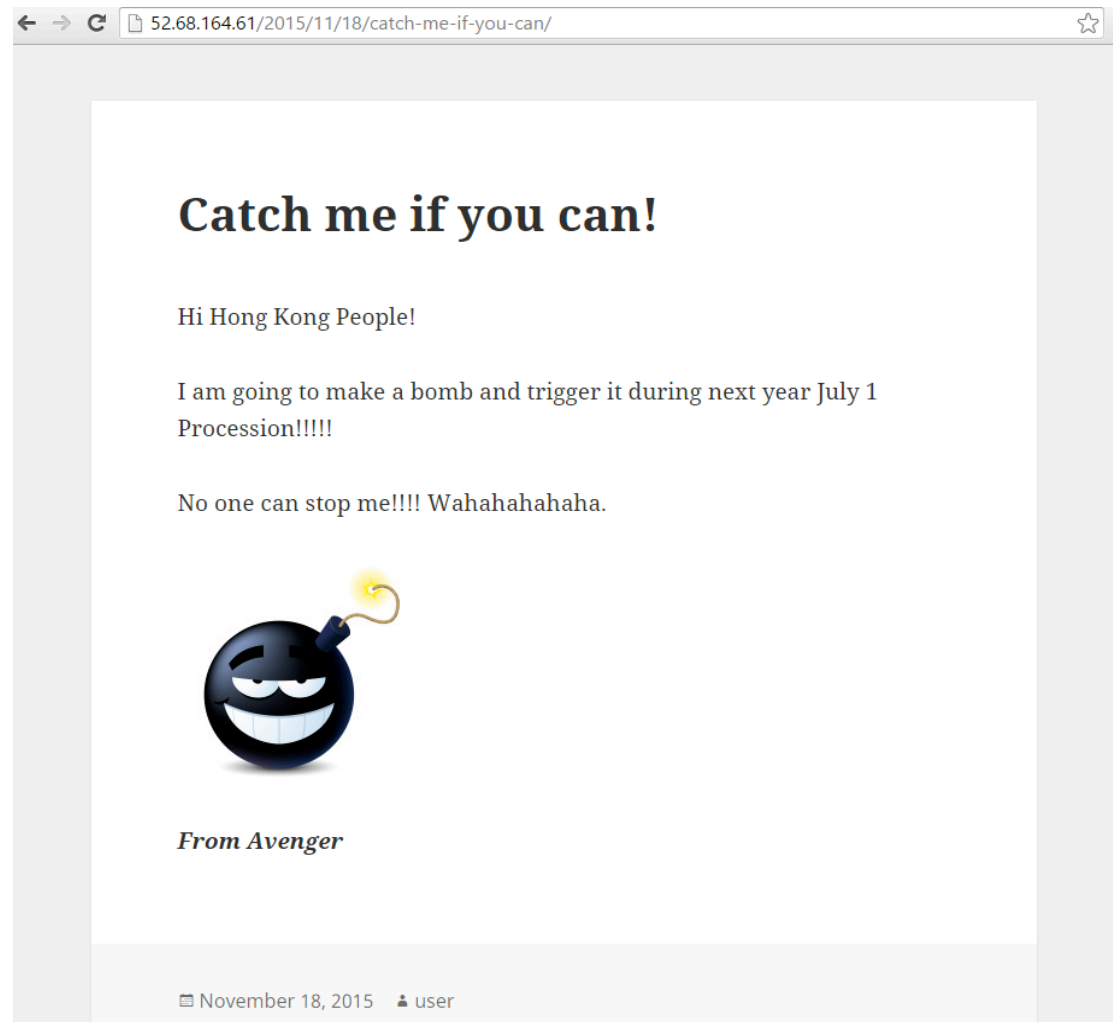 52.68.164.61/2015/11/18/catch-me-if-you-can/
Catch me if you can!
Hi Hong Kong People!
I am going to make a bomb and trigger it during next year July 1
Procession!!!!!
No one can stop me!!!! Wahahahahaha.
From Avenger
November 18, 2015 user